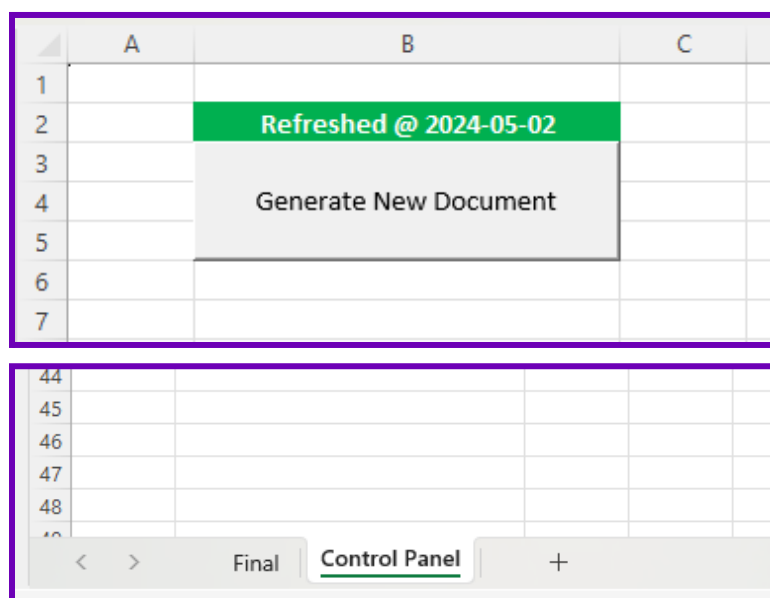 A B C
1
2 Refreshed @ 2024-05-02
3
4 Generate New Document
5
6
7
44
45
46
47
48
Final Control Panel +